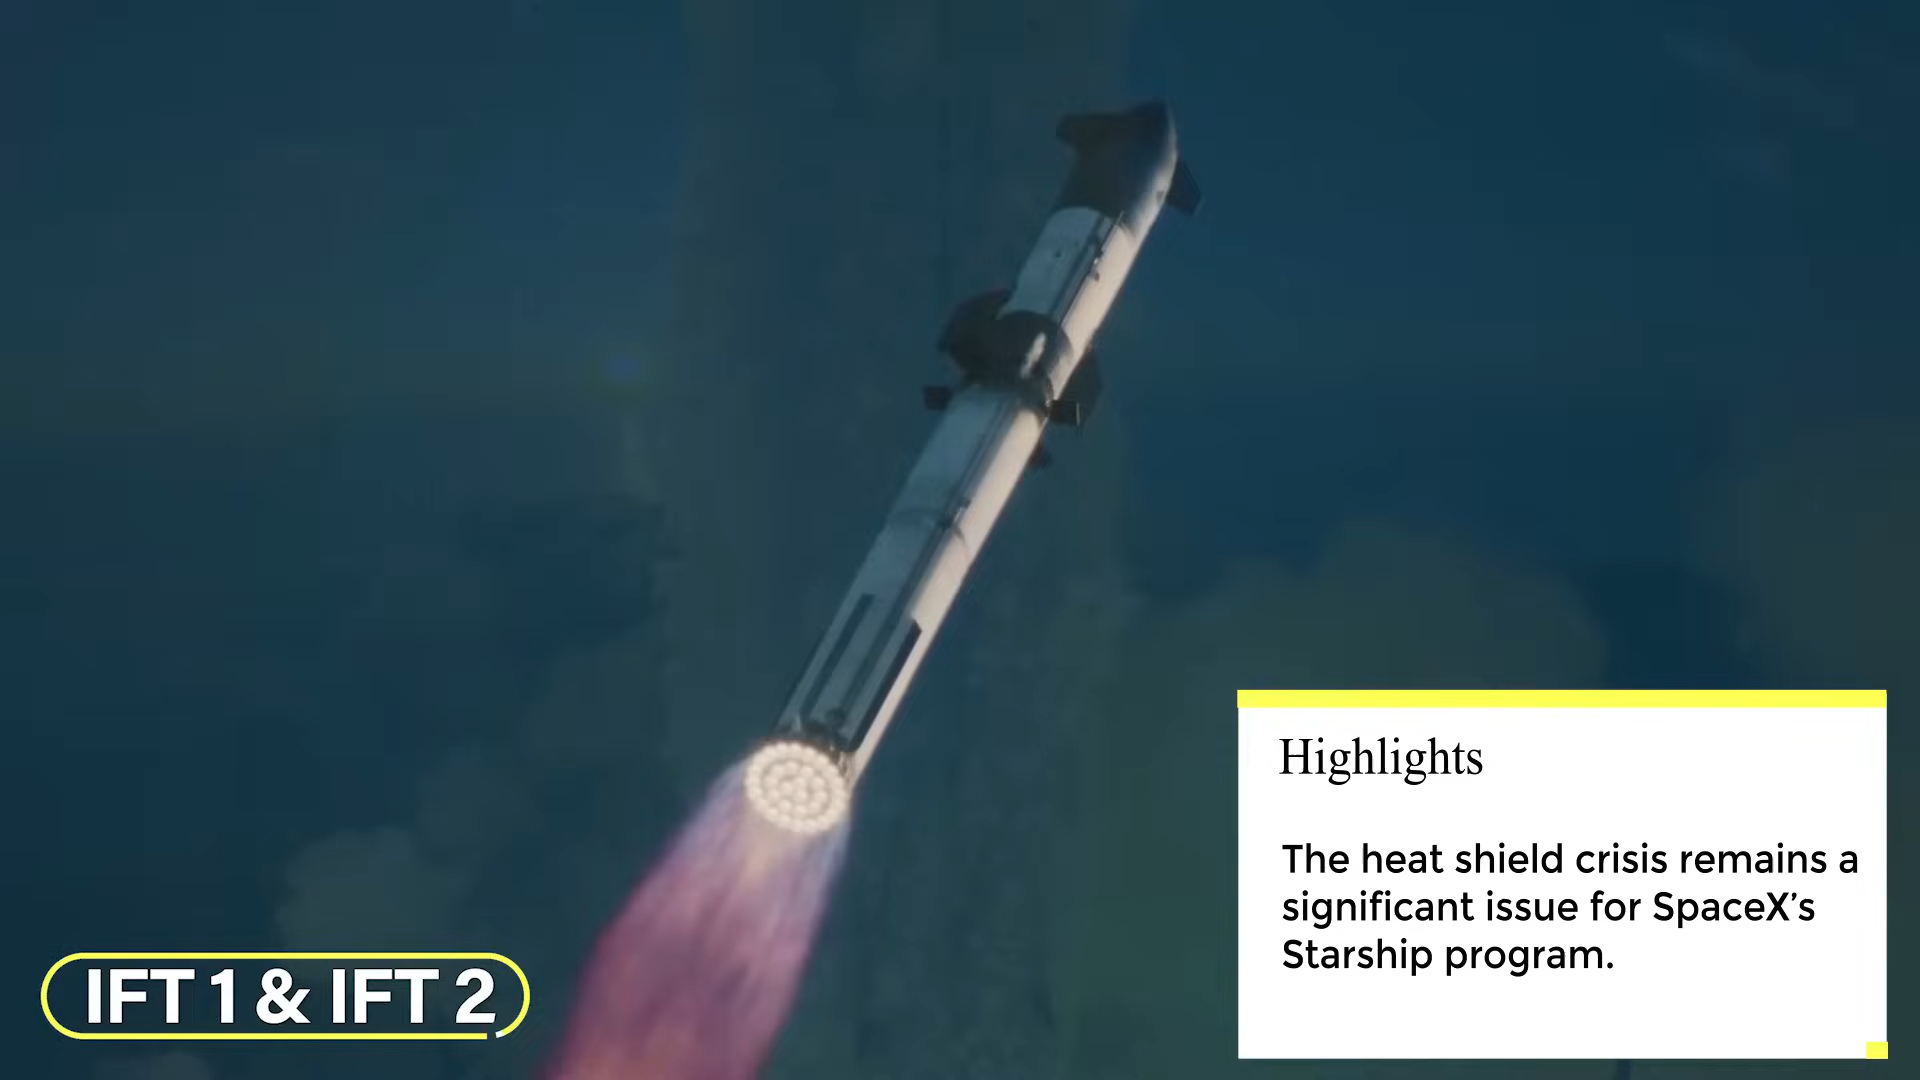 Highlights
The heat shield crisis remains a
significant issue for SpaceX’s
Starship program.
IFT 1 & IFT 2